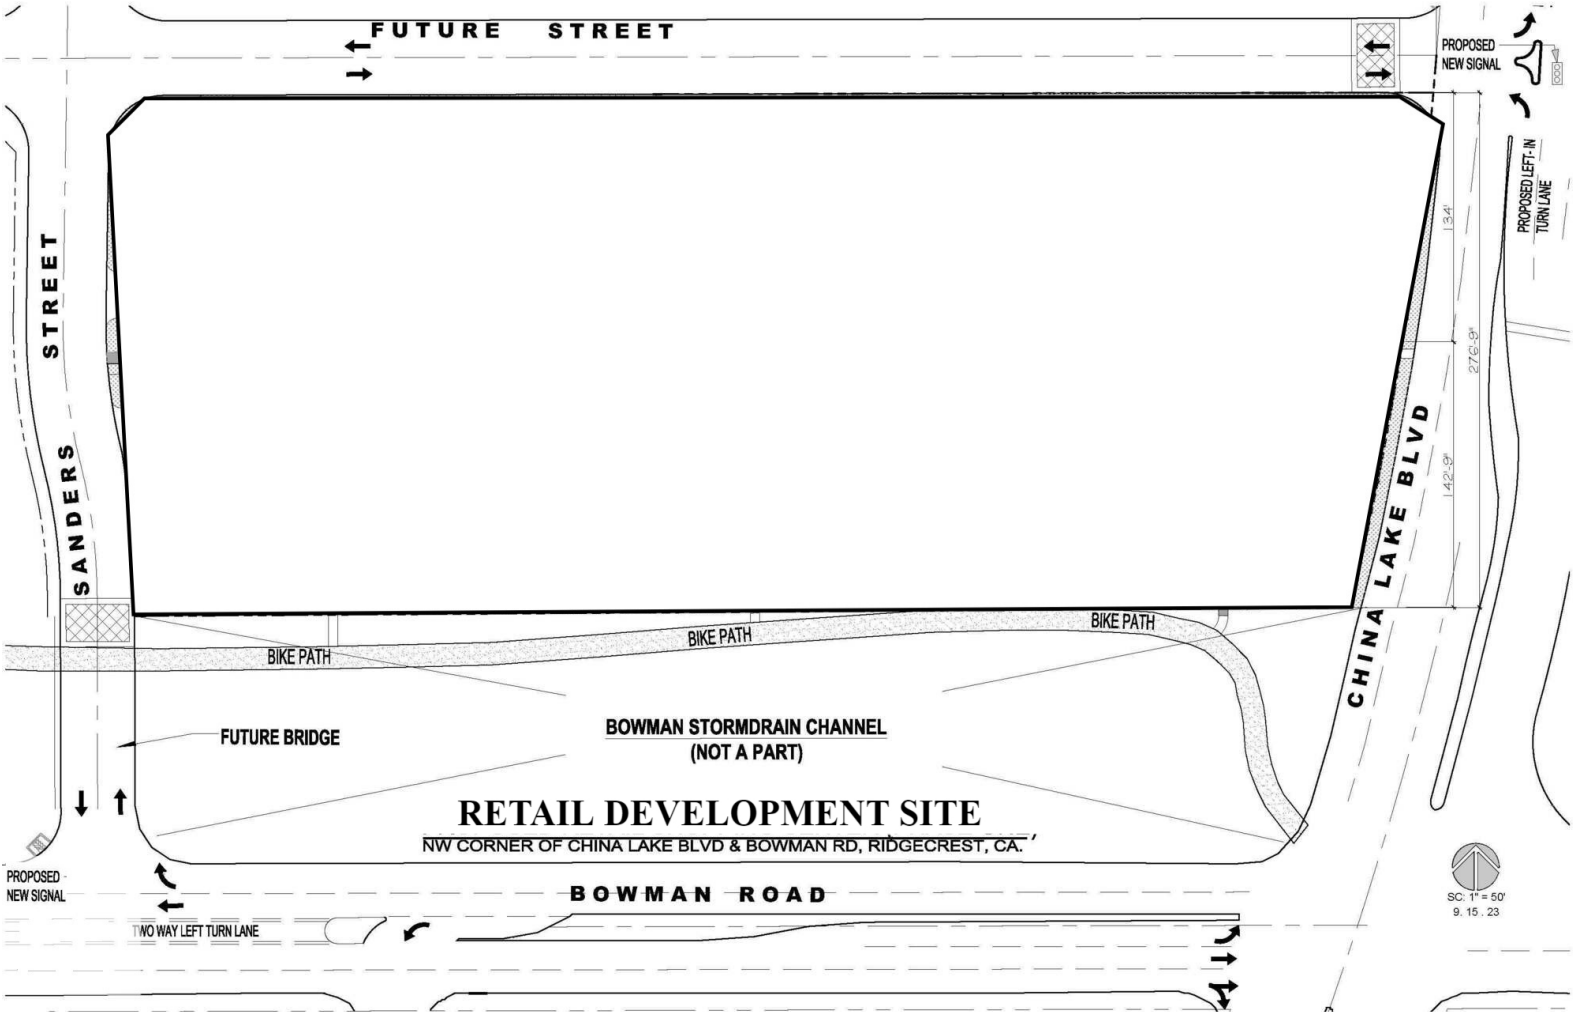 FUTURE STREET
PROPOSED
NEW SIGNAL
PROPOSED LEFT-IN
TURN LANE
134'
276'-9"
142'-9"
SANDERS STREET
CHINA LAKE BLVD
BIKE PATH
BIKE PATH
BIKE PATH
FUTURE BRIDGE
BOWMAN STORMDRAIN CHANNEL
(NOT A PART)
RETAIL DEVELOPMENT SITE
NW CORNER OF CHINA LAKE BLVD & BOWMAN RD, RIDGECREST, CA.
PROPOSED
NEW SIGNAL
BOWMAN ROAD
TWO WAY LEFT TURN LANE
SC: 1" = 50'
9. 15. 23